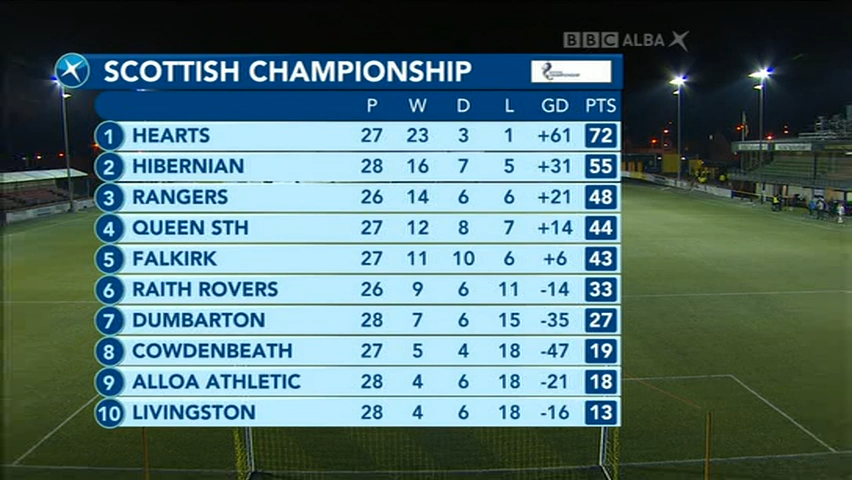 BBC ALBA
SCOTTISH CHAMPIONSHIP
P W D L GD PTS
1 HEARTS 27 23 3 1 +61 72
2 HIBERNIAN 28 16 7 5 +31 55
3 RANGERS 26 14 6 6 +21 48
4 QUEEN STH 27 12 8 7 +14 44
5 FALKIRK 27 11 10 6 +6 43
6 RAITH ROVERS 26 9 6 11 -14 33
7 DUMBARTON 28 7 6 15 -35 27
8 COWDENBEATH 27 5 4 18 -47 19
9 ALLOA ATHLETIC 28 4 6 18 -21 18
10 LIVINGSTON 28 4 6 18 -16 13